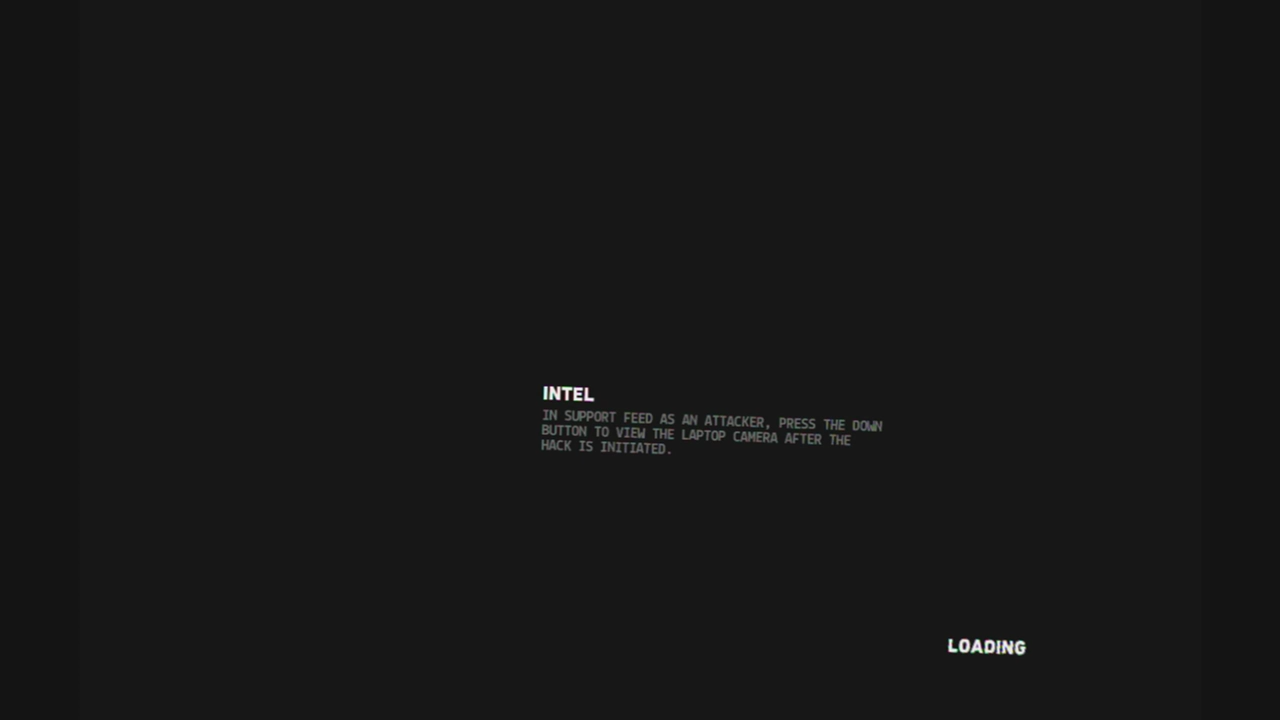 INTEL
IN SUPPORT FEED AS AN ATTACKER, PRESS THE DOWN
BUTTON TO VIEW THE LAPTOP CAMERA AFTER THE
HACK IS INITIATED.
LOADING